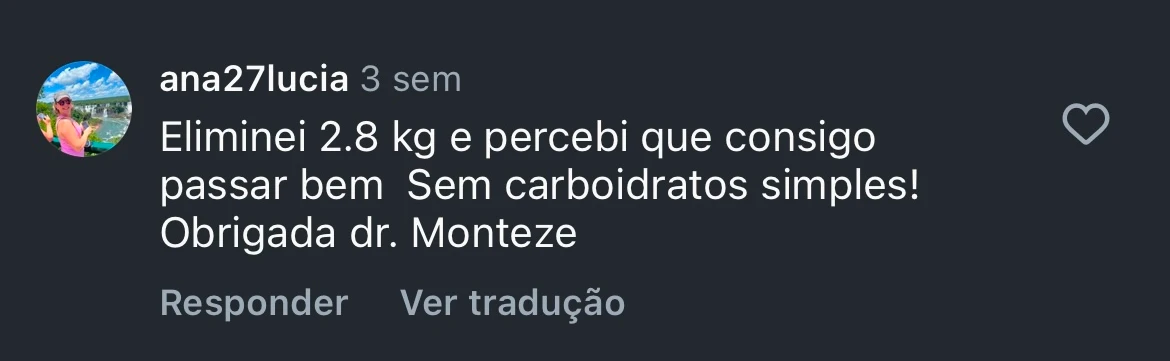 ana27lucia 3 sem
Eliminei 2.8 kg e percebi que consigo
passar bem  Sem carboidratos simples!
Obrigada dr. Monteze
Responder Ver tradução